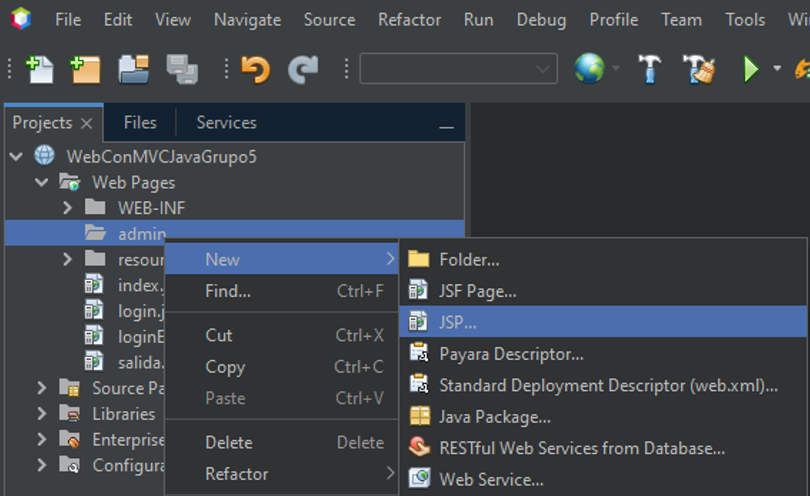 File Edit View Navigate Source Refactor Run Debug Profile Team Tools
Projects Files Services
WebConMVCJavaGrupo5
Web Pages
WEB-INF
admin
New
Find... Ctrl+F
Cut Ctrl+X
Copy Ctrl+C
Paste Ctrl+V
Delete Delete
Refactor
Folder...
JSF Page...
JSP...
Payara Descriptor...
Standard Deployment Descriptor (web.xml)...
Java Package...
RESTful Web Services from Database...
Web Service...
resour
index.
login.j
loginE
salida.
Source Pa
Libraries
Enterprise
Configura